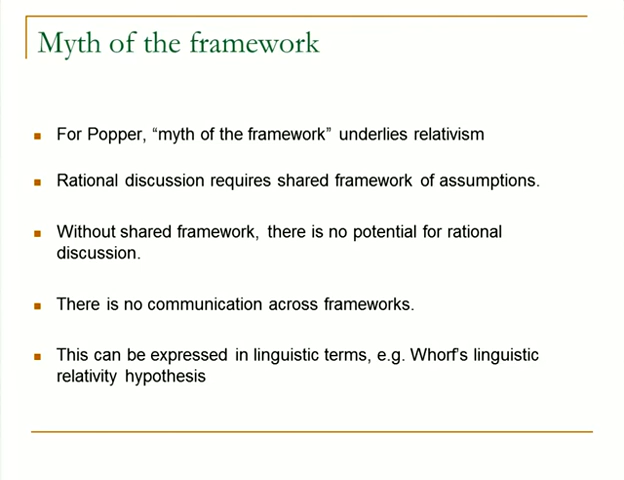 Myth of the framework
For Popper, “myth of the framework” underlies relativism
Rational discussion requires shared framework of assumptions.
Without shared framework, there is no potential for rational
discussion.
There is no communication across frameworks.
This can be expressed in linguistic terms, e.g. Whorf's linguistic
relativity hypothesis